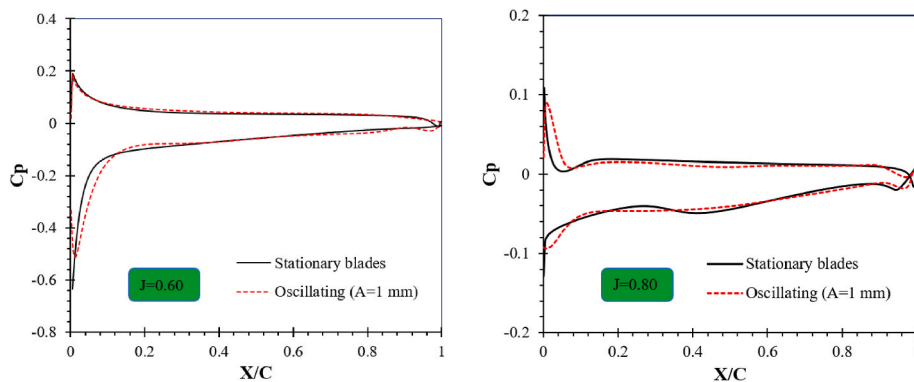 0.4
0.2
0
-0.2
-0.4
-0.6
-0.8
Cp
0
0.2
0.4
0.6
0.8
1
X/C
J=0.60
Stationary blades
Oscillating (A=1 mm)
0.2
0.1
0
-0.1
-0.2
Cp
0
0.2
0.4
0.6
0.8
X/C
J=0.80
Stationary blades
Oscillating (A=1 mm)